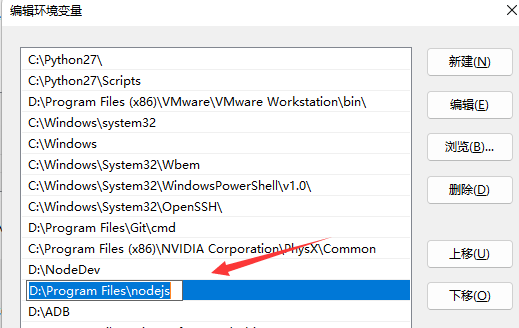 编辑环境变量
C:\Python27\
C:\Python27\Scripts
D:\Program Files (x86)\VMware\VMware Workstation\bin\
C:\Windows\system32
C:\Windows
C:\Windows\System32\Wbem
C:\Windows\System32\WindowsPowerShell\v1.0\
C:\Windows\System32\OpenSSH\
D:\Program Files\Git\cmd
C:\Program Files (x86)\NVIDIA Corporation\PhysX\Common
D:\NodeDev
D:\Program Files\nodejs
D:\ADB
新建(N)
编辑(E)
浏览(B)...
删除(D)
上移(U)
下移(O)